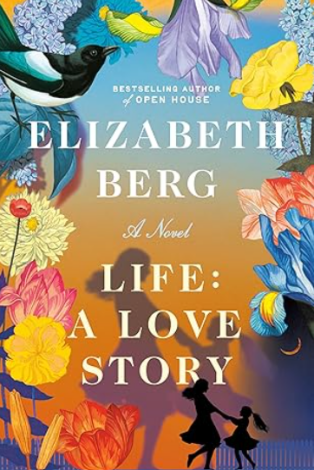 BESTSELLING AUTHOR
of OPEN HOUSE
ELIZABETH
BERG
A Novel
LIFE:
A LOVE
STORY